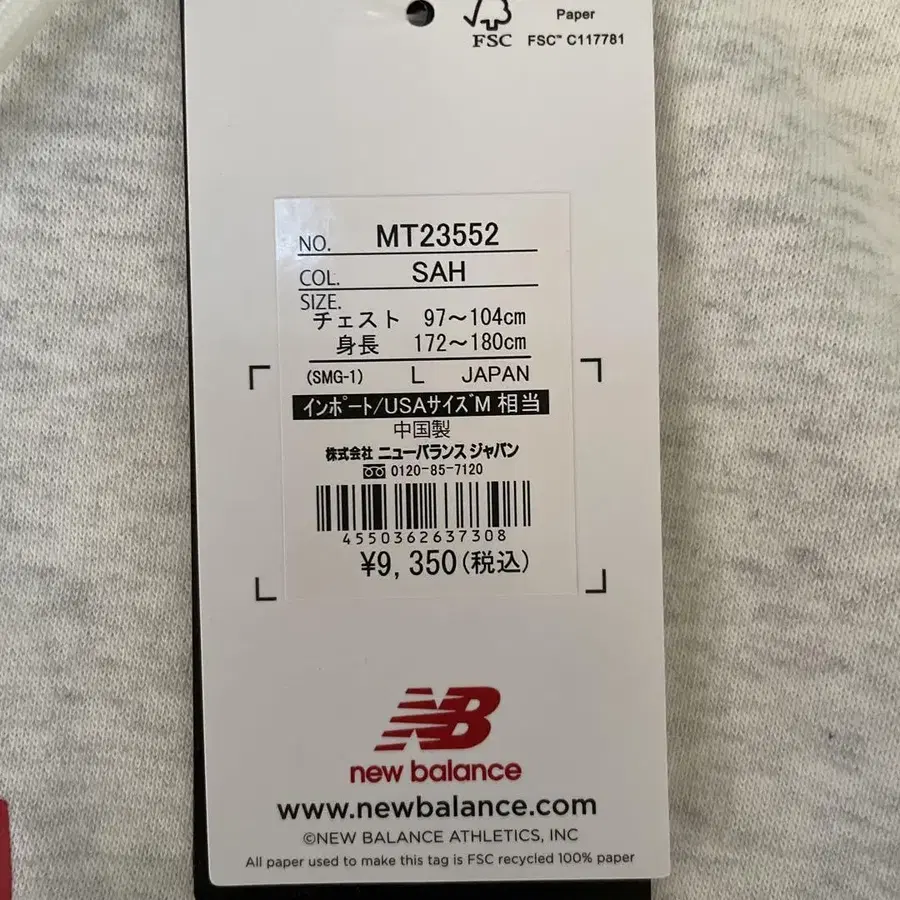 FSC
Paper
FSC™ C117781
NO. MT23552
COL. SAH
SIZE.
チェスト 97～104cm
身長 172～180cm
(SMG-1) L JAPAN
ｲﾝﾎﾟｰﾄ/USAｻｲｽﾞM 相当
中国製
株式会社 ニューバランス ジャパン
0120-85-7120
4550362637308
¥9,350(税込)
NB
new balance
www.newbalance.com
©NEW BALANCE ATHLETICS, INC
All paper used to make this tag is FSC recycled 100% paper